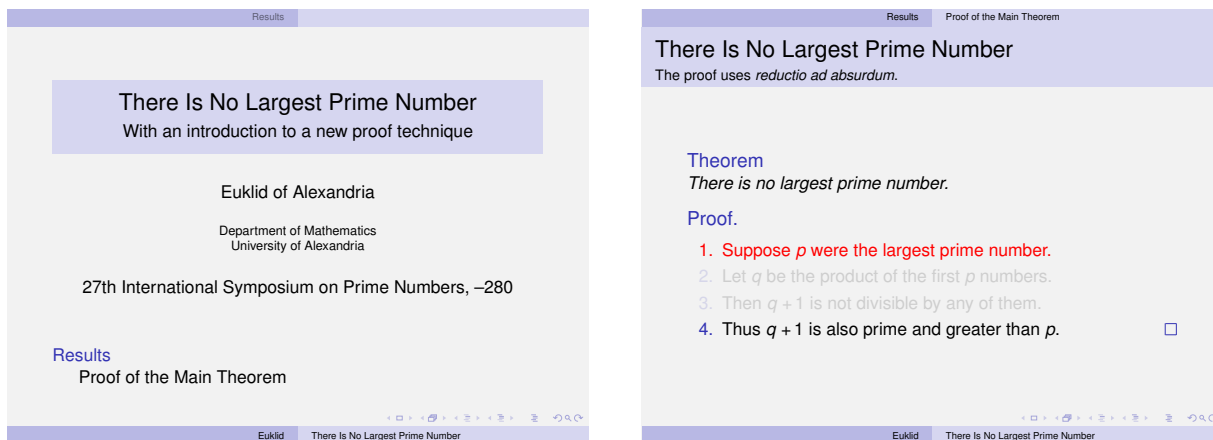 Results
There Is No Largest Prime Number
With an introduction to a new proof technique
Euklid of Alexandria
Department of Mathematics
University of Alexandria
27th International Symposium on Prime Numbers, –280
Results
Proof of the Main Theorem
Euklid There Is No Largest Prime Number
Results Proof of the Main Theorem
There Is No Largest Prime Number
The proof uses reductio ad absurdum.
Theorem
There is no largest prime number.
Proof.
1. Suppose p were the largest prime number.
2. Let q be the product of the first p numbers.
3. Then q + 1 is not divisible by any of them.
4. Thus q + 1 is also prime and greater than p. □
Euklid There Is No Largest Prime Number